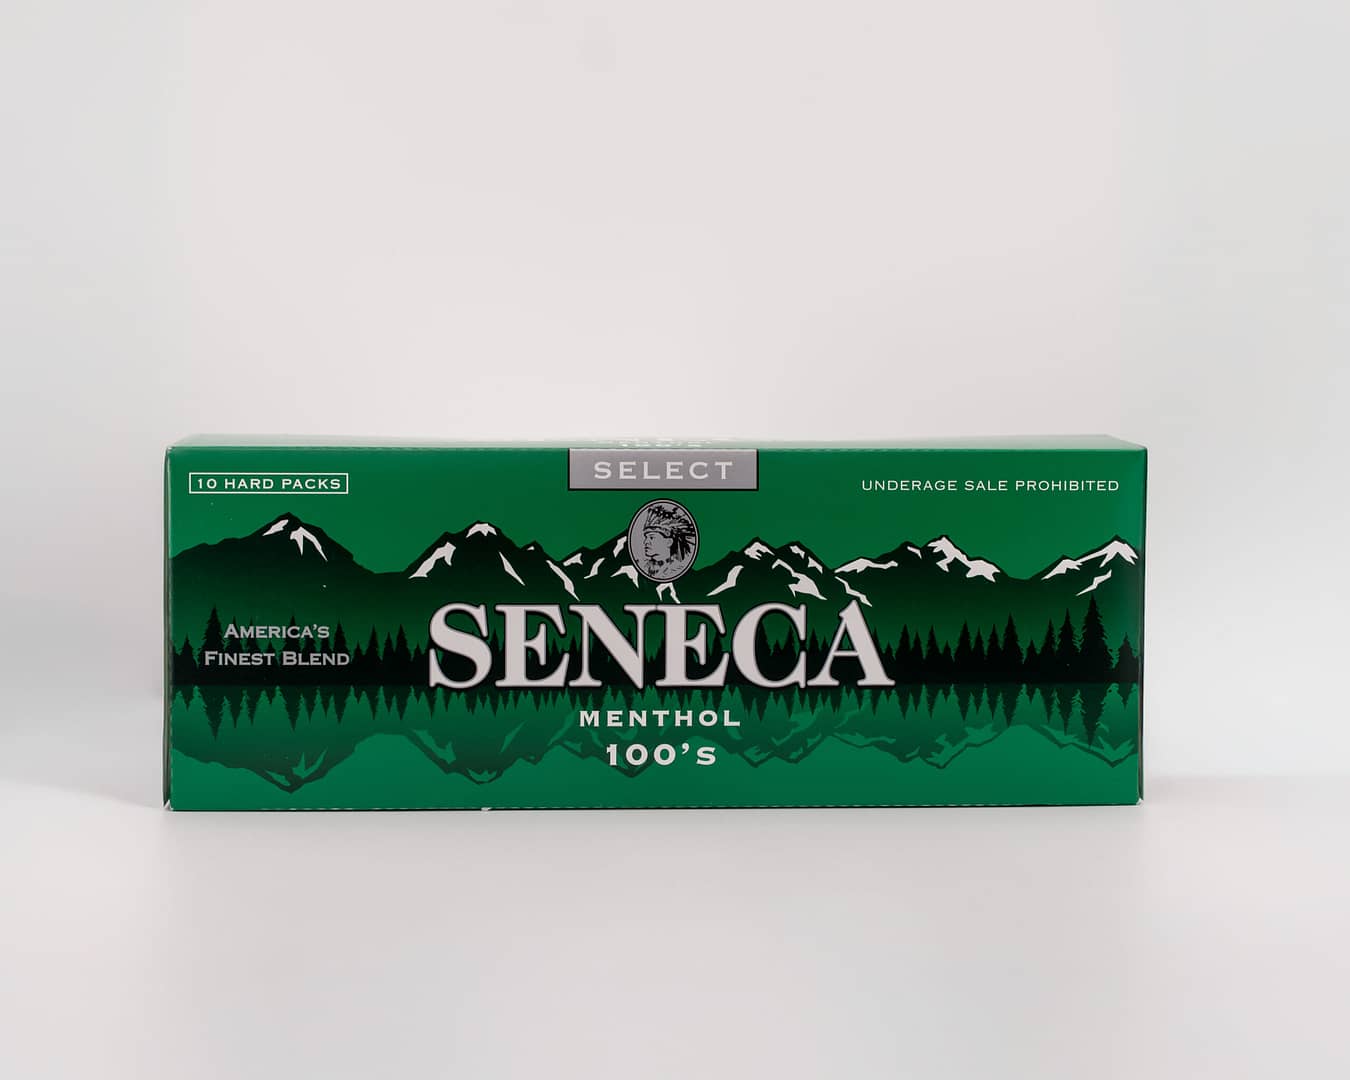 SELECT
10 HARD PACKS
UNDERAGE SALE PROHIBITED
AMERICA'S
FINEST BLEND
SENECA
MENTHOL
100's